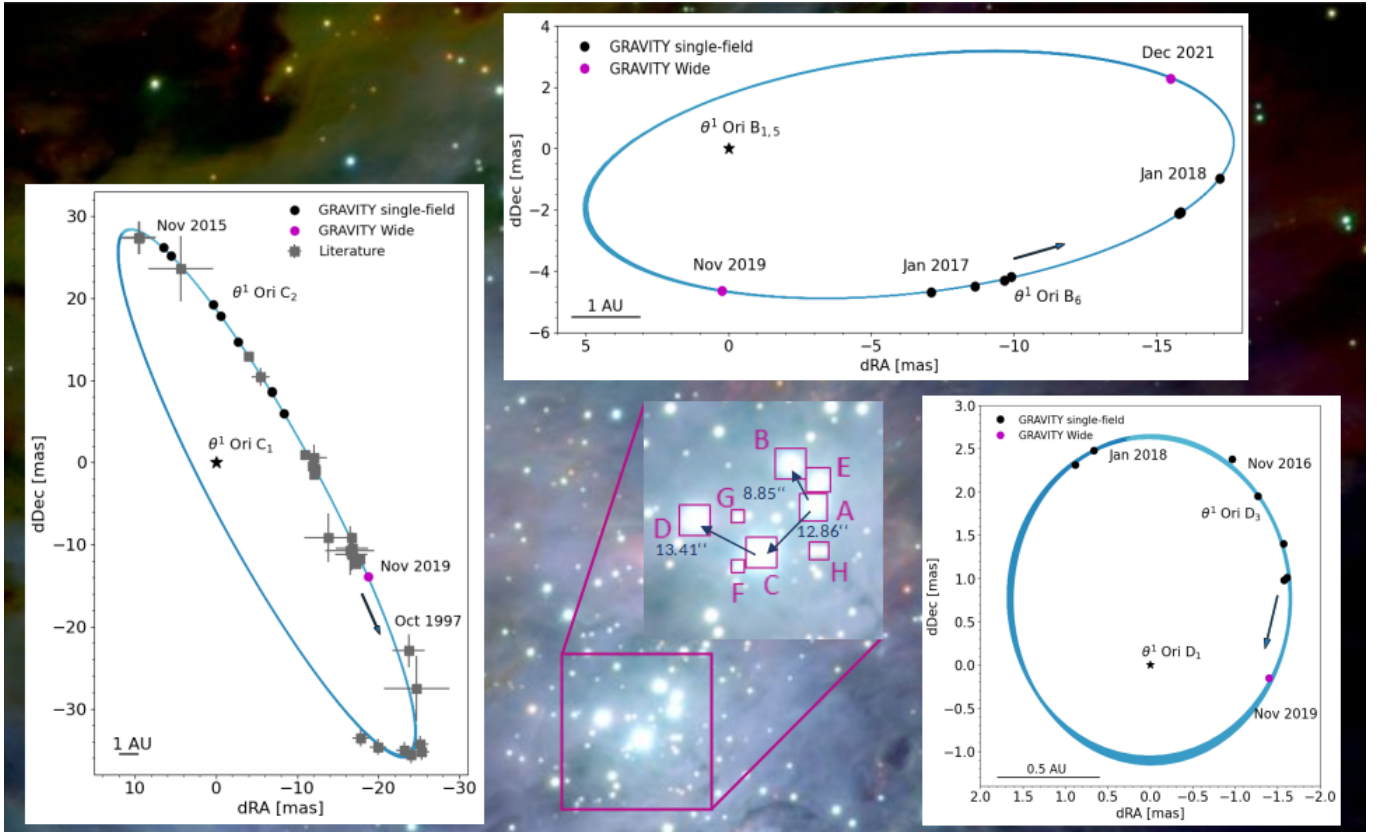 30
20
10
0
−10
−20
−30
dDec [mas]
GRAVITY single-field
GRAVITY Wide
Literature
Nov 2015
θ¹ Ori C₂
θ¹ Ori C₁
Nov 2019
Oct 1997
1 AU
10 0 −10 −20 −30
dRA [mas]
4
2
0
−2
−4
−6
dDec [mas]
GRAVITY single-field
GRAVITY Wide
Dec 2021
θ¹ Ori B₁,₅
Jan 2018
Nov 2019
Jan 2017
θ¹ Ori B₆
1 AU
5 0 −5 −10 −15
dRA [mas]
B
E
8.85‘‘
G
A
D
12.86‘‘
13.41‘‘
H
F
C
3.0
2.5
2.0
1.5
1.0
0.5
0.0
−0.5
−1.0
dDec [mas]
GRAVITY single-field
GRAVITY Wide
Jan 2018
Nov 2016
θ¹ Ori D₃
θ¹ Ori D₁
Nov 2019
0.5 AU
2.0 1.5 1.0 0.5 0.0 −0.5 −1.0 −1.5 −2.0
dRA [mas]